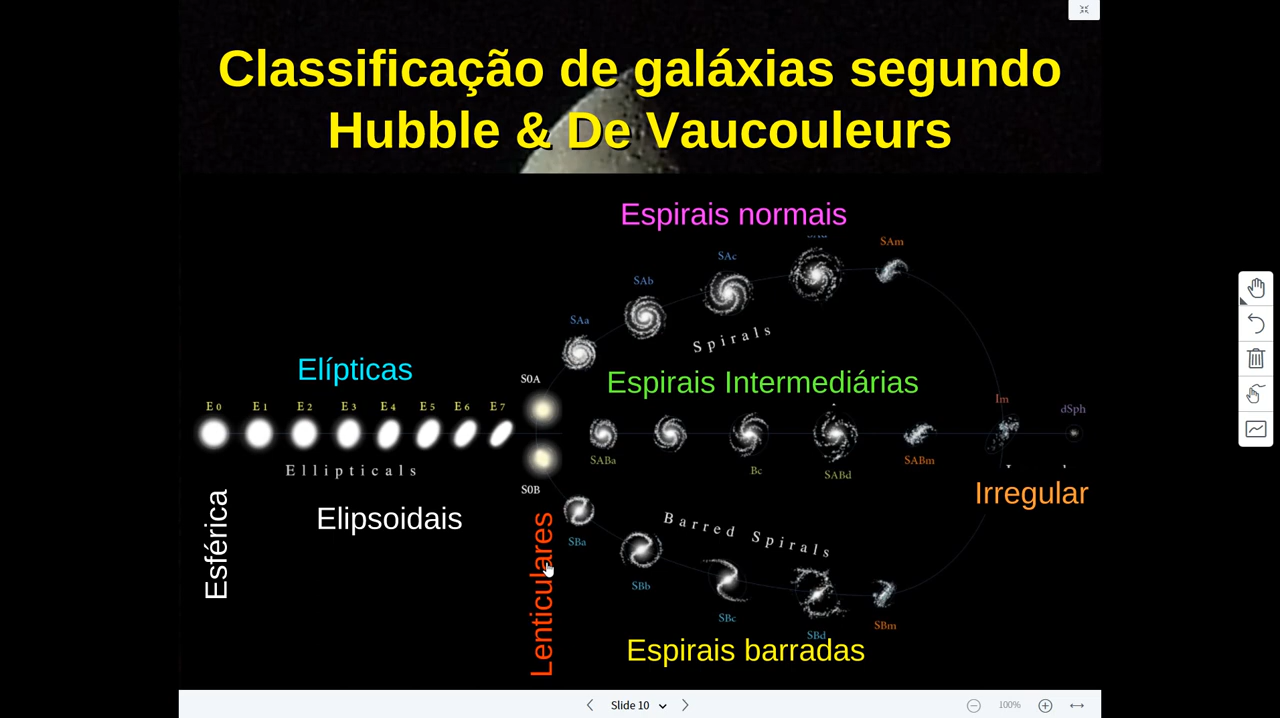 Classificação de galáxias segundo
Hubble & De Vaucouleurs
Espirais normais
SAm
SAc
SAb
SAa
Spirals
Elípticas
S0A
Espirais Intermediárias
E0 E1 E2 E3 E4 E5 E6 E7
Im
dSph
SABa
Bc
SABd
SABm
Ellipticals
S0B
Irregular
Esférica
Elipsoidais
Lenticulares
Barred Spirals
SBa
SBb
SBc
SBd
SBm
Espirais barradas
Slide 10
100%